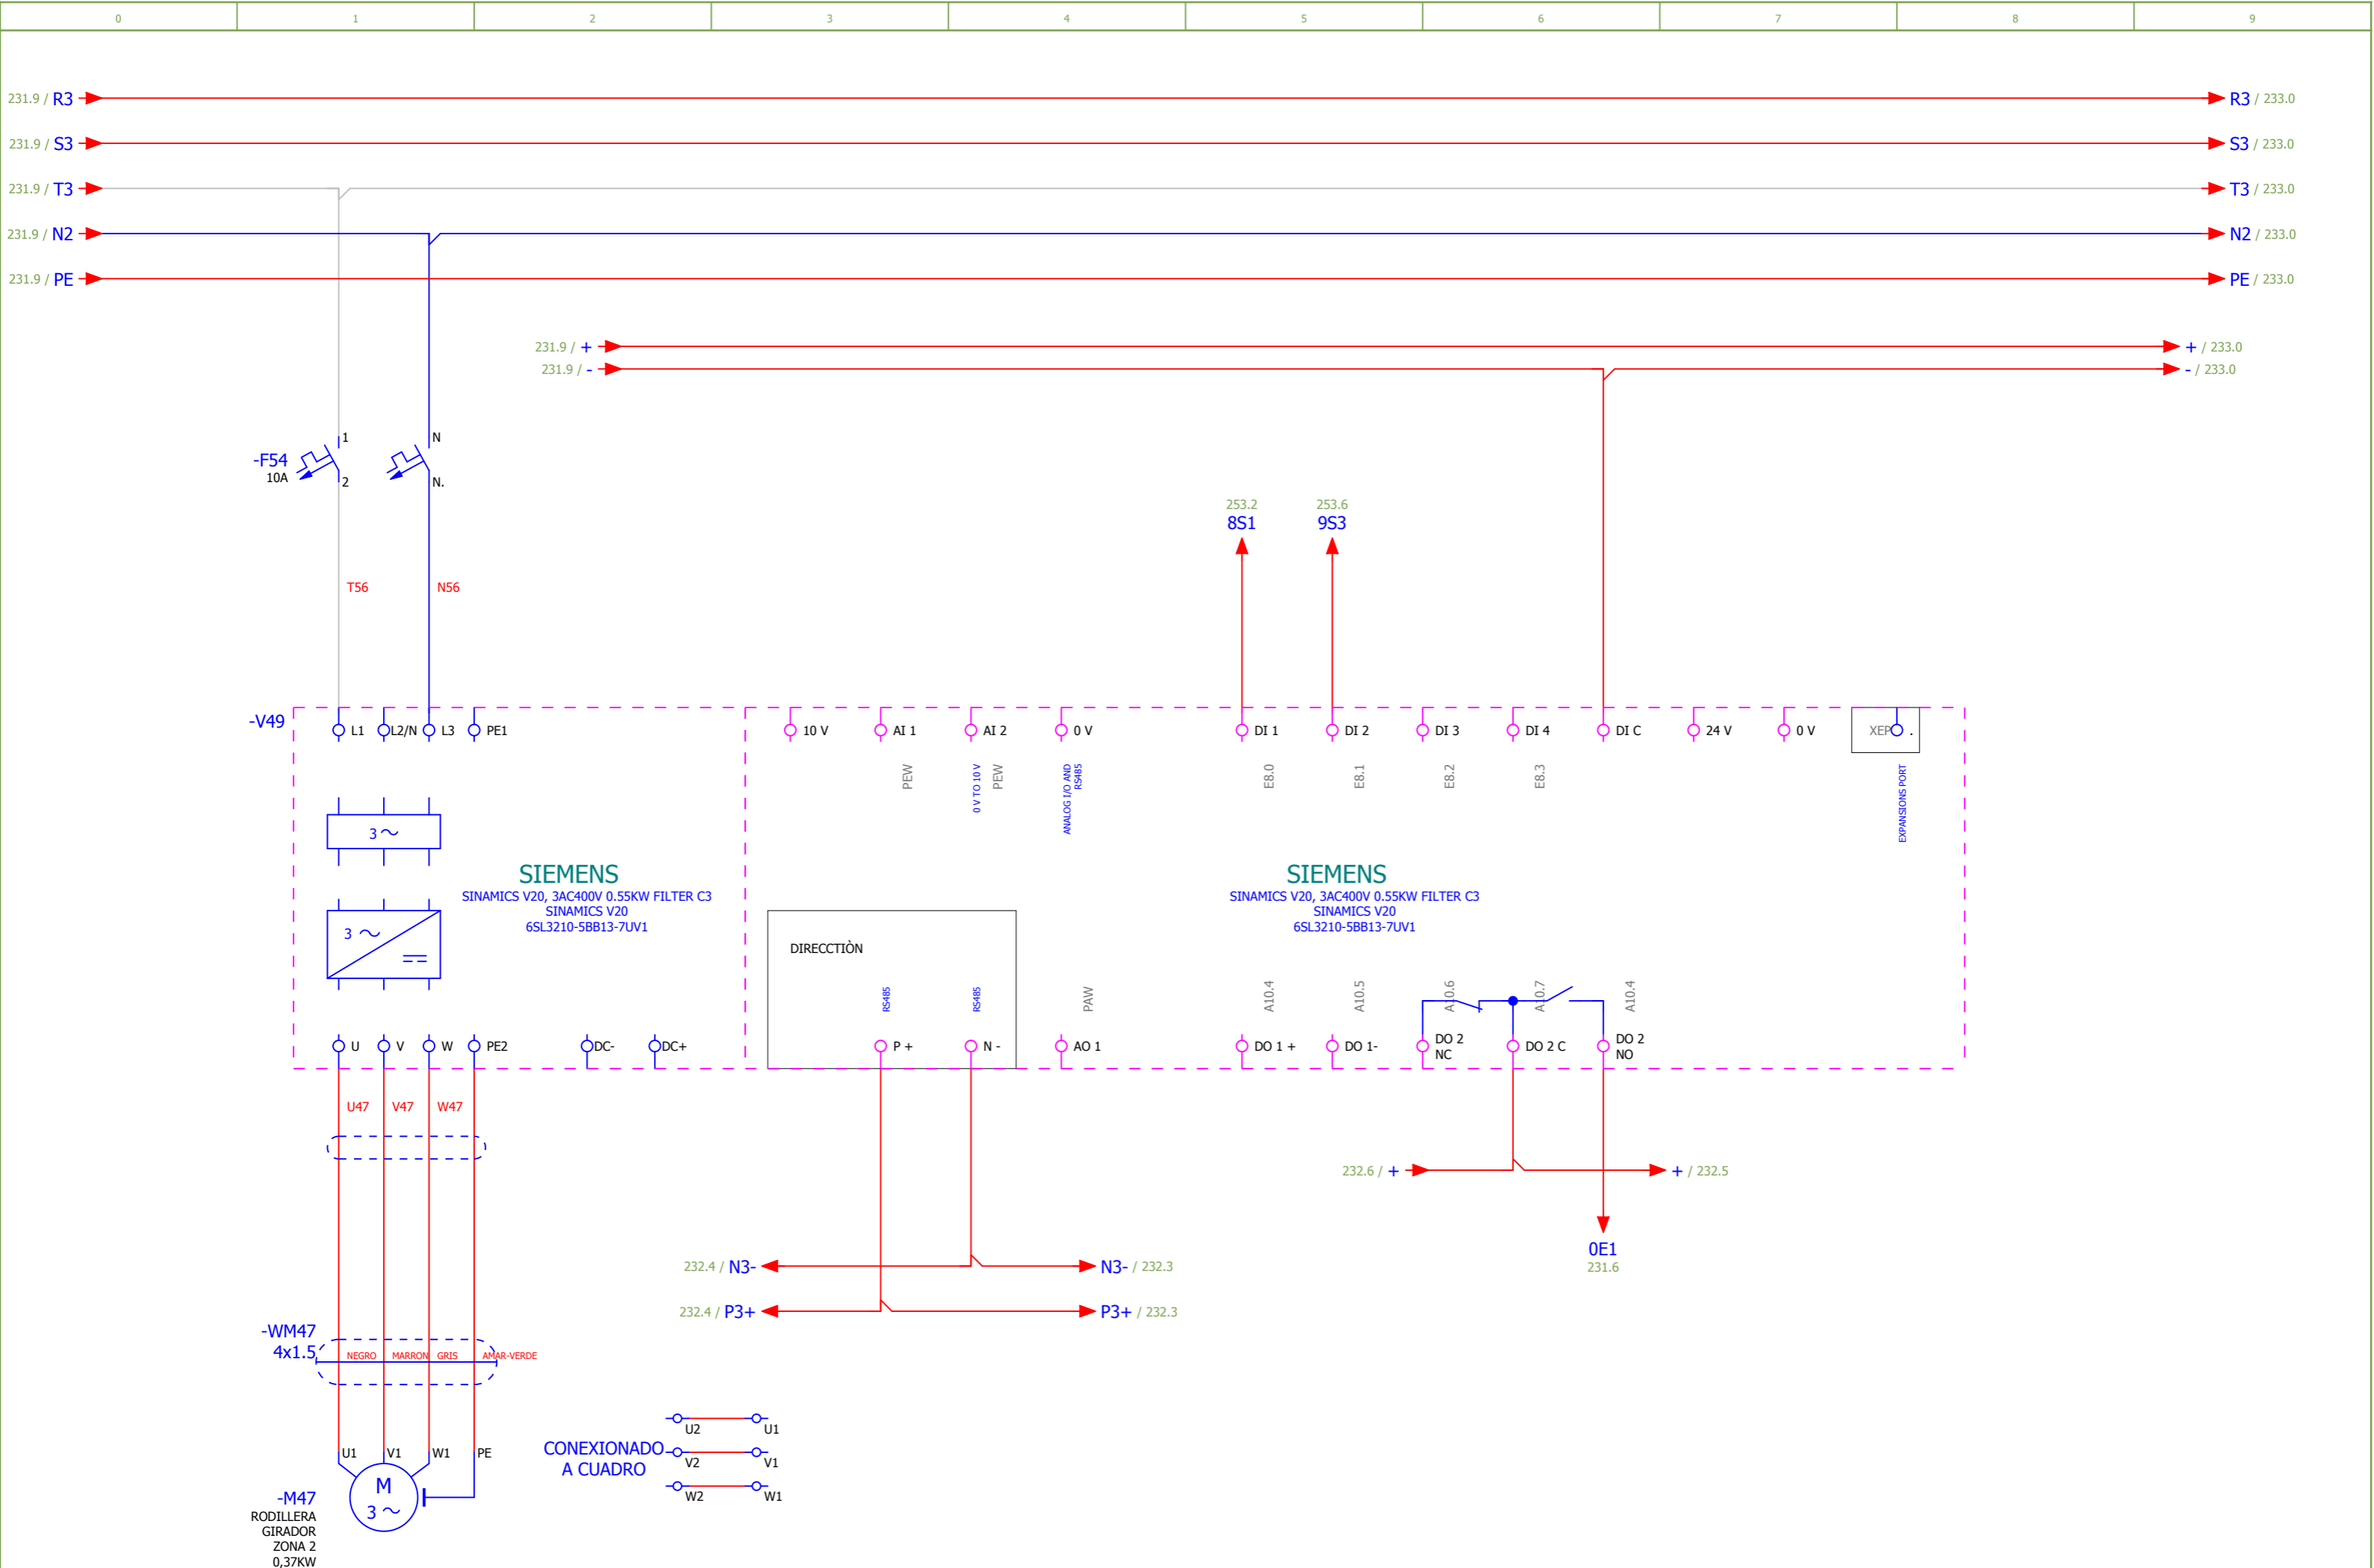 0 1 2 3 4 5 6 7 8 9
231.9 / R3
R3 / 233.0
231.9 / S3
S3 / 233.0
231.9 / T3
T3 / 233.0
231.9 / N2
N2 / 233.0
231.9 / PE
PE / 233.0
231.9 / +
+ / 233.0
231.9 / -
- / 233.0
-F54
10A
1
2
N
N.
253.2
8S1
253.6
9S3
T56
N56
-V49
L1
L2/N
L3
PE1
10 V
AI 1
AI 2
0 V
DI 1
DI 2
DI 3
DI 4
DI C
24 V
0 V
XEP
.
PEW
0 V TO 10 V
PEW
ANALOG I/O AND
RS485
E8.0
E8.1
E8.2
E8.3
EXPANSIONS PORT
3
3
SIEMENS
SINAMICS V20, 3AC400V 0.55KW FILTER C3
SINAMICS V20
6SL3210-5BB13-7UV1
SIEMENS
SINAMICS V20, 3AC400V 0.55KW FILTER C3
SINAMICS V20
6SL3210-5BB13-7UV1
DIRECCTIÒN
RS485
RS485
PAW
A10.4
A10.5
A10.6
A10.7
A10.4
U
V
W
PE2
DC-
DC+
P +
N -
AO 1
DO 1 +
DO 1-
DO 2
NC
DO 2 C
DO 2
NO
U47
V47
W47
232.6 / +
+ / 232.5
0E1
231.6
232.4 / N3-
N3- / 232.3
232.4 / P3+
P3+ / 232.3
-WM47
4x1.5
NEGRO
MARRON
GRIS
AMAR-VERDE
U1
V1
W1
PE
M
3
-M47
RODILLERA
GIRADOR
ZONA 2
0,37KW
CONEXIONADO
A CUADRO
U2
U1
V2
V1
W2
W1